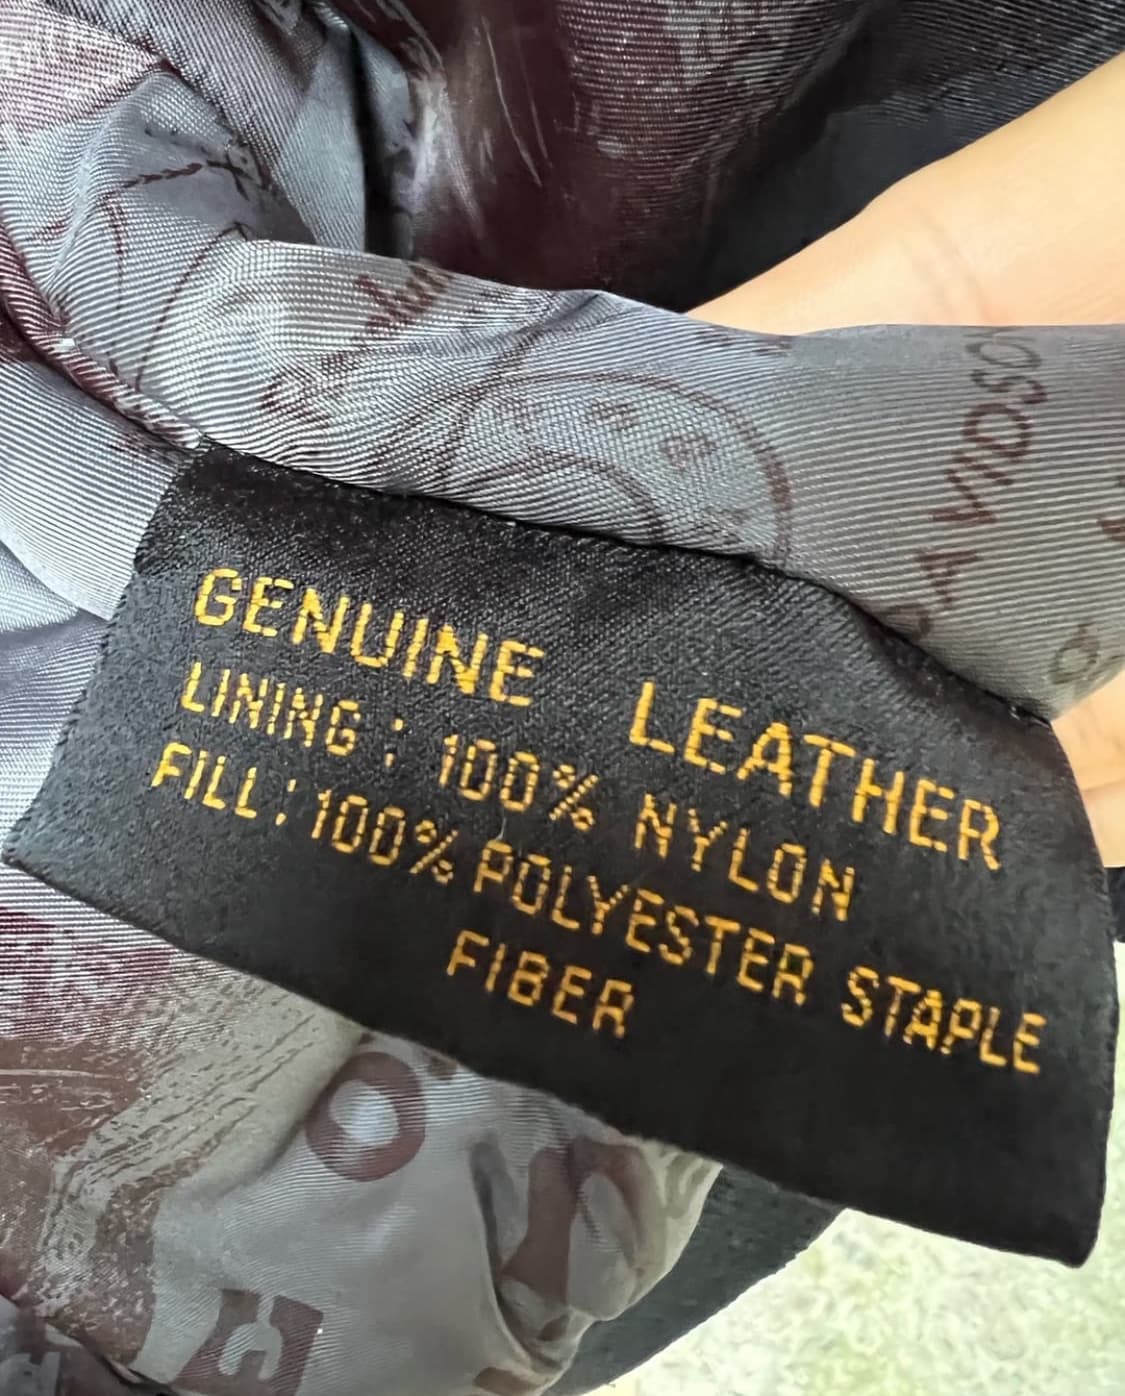 GENUINE LEATHER
LINING : 100% NYLON
FILL : 100% POLYESTER STAPLE
FIBER